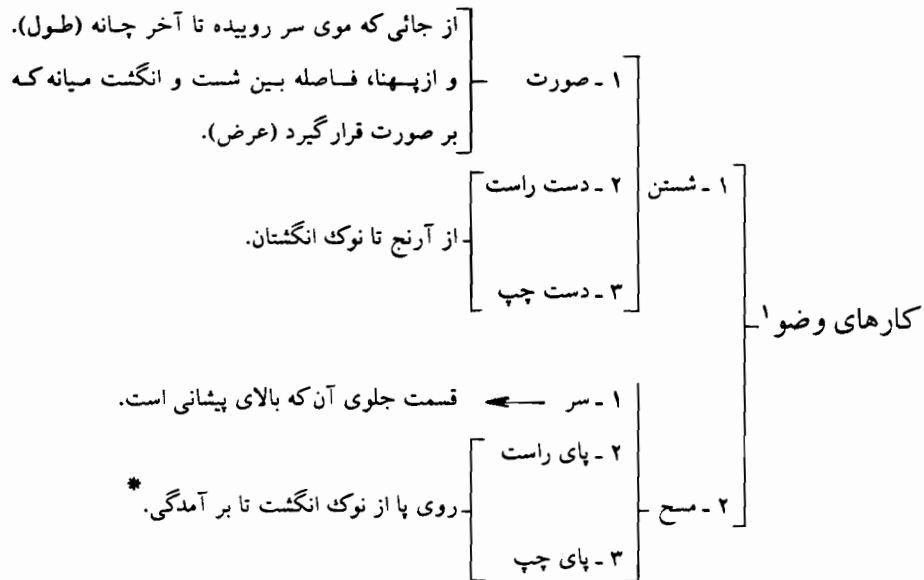 کارهای وضو۱
۱ ـ شستن
۱ ـ صورت
از جائی که موی سر روییده تا آخر چانه (طول).
و از پهنا، فاصله بین شست و انگشت میانه که
بر صورت قرار گیرد (عرض).
۲ ـ دست راست
۳ ـ دست چپ
از آرنج تا نوک انگشتان.
۲ ـ مسح
۱ ـ سر
قسمت جلوی آن که بالای پیشانی است.
۲ ـ پای راست
۳ ـ پای چپ
روی پا از نوک انگشت تا بر آمدگی.*